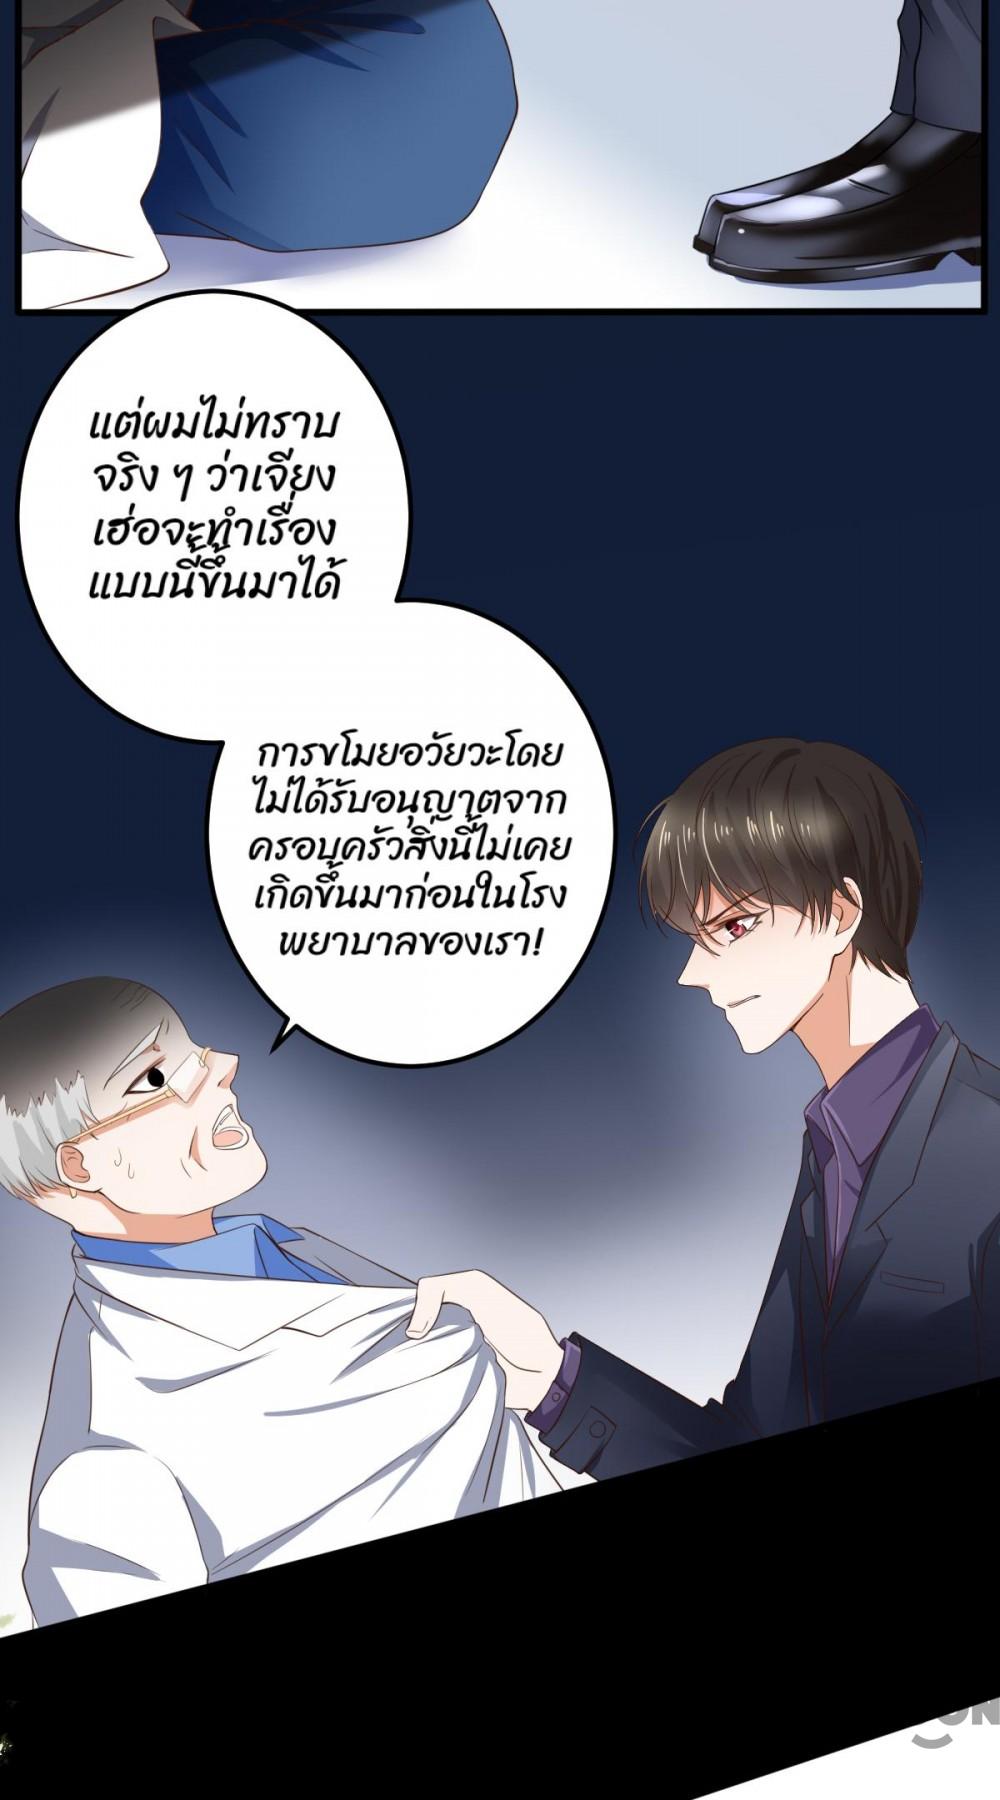 แต่ผมไม่ทราบ
จริง ๆ ว่าเจียง
เฮ่อจะทำเรื่อง
แบบนี้ขึ้นมาได้
การขโมยอวัยวะโดย
ไม่ได้รับอนุญาตจาก
ครอบครัวสิ่งนี้ไม่เคย
เกิดขึ้นมาก่อนในโรง
พยาบาลของเรา!